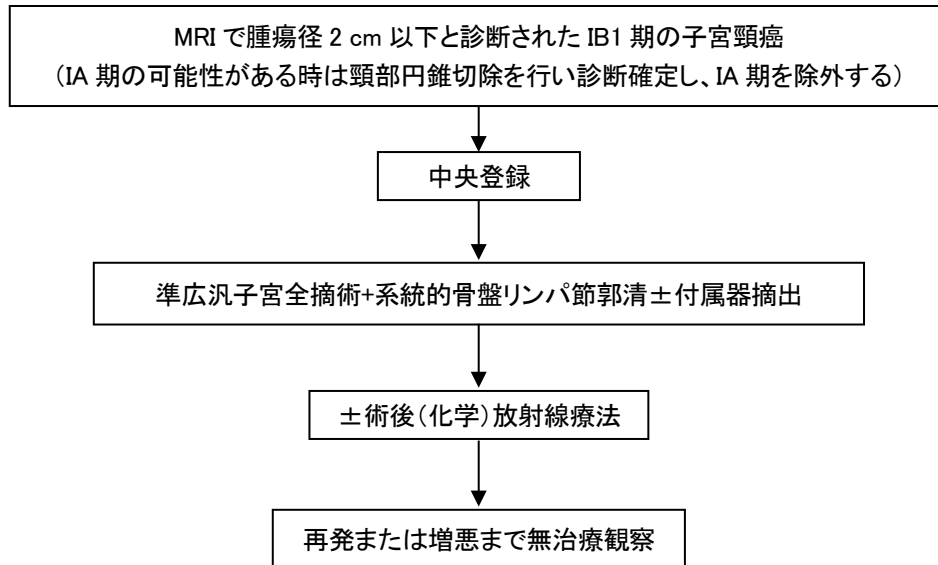 MRI で腫瘍径 2 cm 以下と診断された IB1 期の子宮頸癌
（IA 期の可能性がある時は頸部円錐切除を行い診断確定し、IA 期を除外する）
中央登録
準広汎子宮全摘術+系統的骨盤リンパ節郭清±付属器摘出
±術後（化学）放射線療法
再発または増悪まで無治療観察